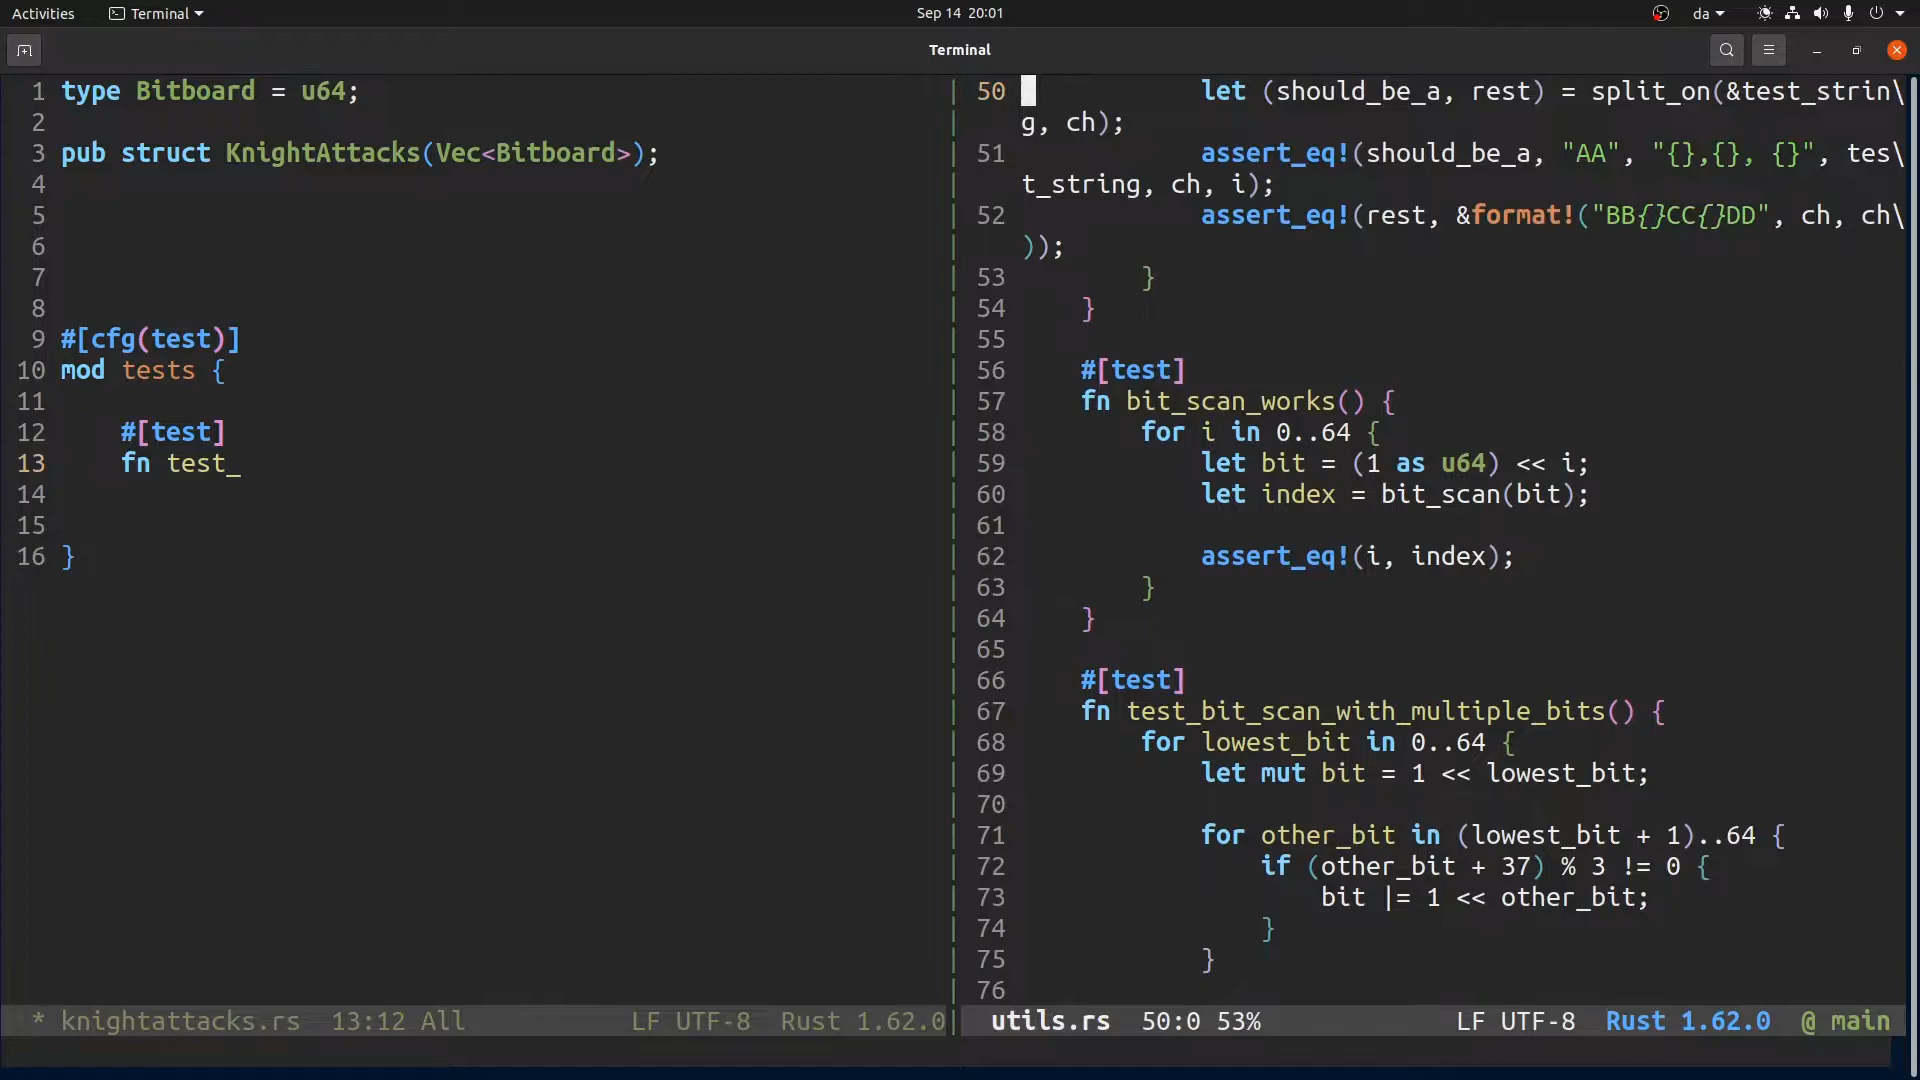 Activities
Terminal
Sep 14 20:01
da
Terminal
1 type Bitboard = u64;
2
3 pub struct KnightAttacks(Vec<Bitboard>);
4
5
6
7
8
9 #[cfg(test)]
10 mod tests {
11
12     #[test]
13     fn test_
14
15
16 }
* knightattacks.rs 13:12 All LF UTF-8 Rust 1.62.0
50             let (should_be_a, rest) = split_on(&test_strin\
g, ch);
51             assert_eq!(should_be_a, "AA", "{},{}, {}", tes\
t_string, ch, i);
52             assert_eq!(rest, &format!("BB{}CC{}DD", ch, ch\
));
53         }
54     }
55
56     #[test]
57     fn bit_scan_works() {
58         for i in 0..64 {
59             let bit = (1 as u64) << i;
60             let index = bit_scan(bit);
61
62             assert_eq!(i, index);
63         }
64     }
65
66     #[test]
67     fn test_bit_scan_with_multiple_bits() {
68         for lowest_bit in 0..64 {
69             let mut bit = 1 << lowest_bit;
70
71             for other_bit in (lowest_bit + 1)..64 {
72                 if (other_bit + 37) % 3 != 0 {
73                     bit |= 1 << other_bit;
74                 }
75             }
76
utils.rs 50:0 53% LF UTF-8 Rust 1.62.0 @ main